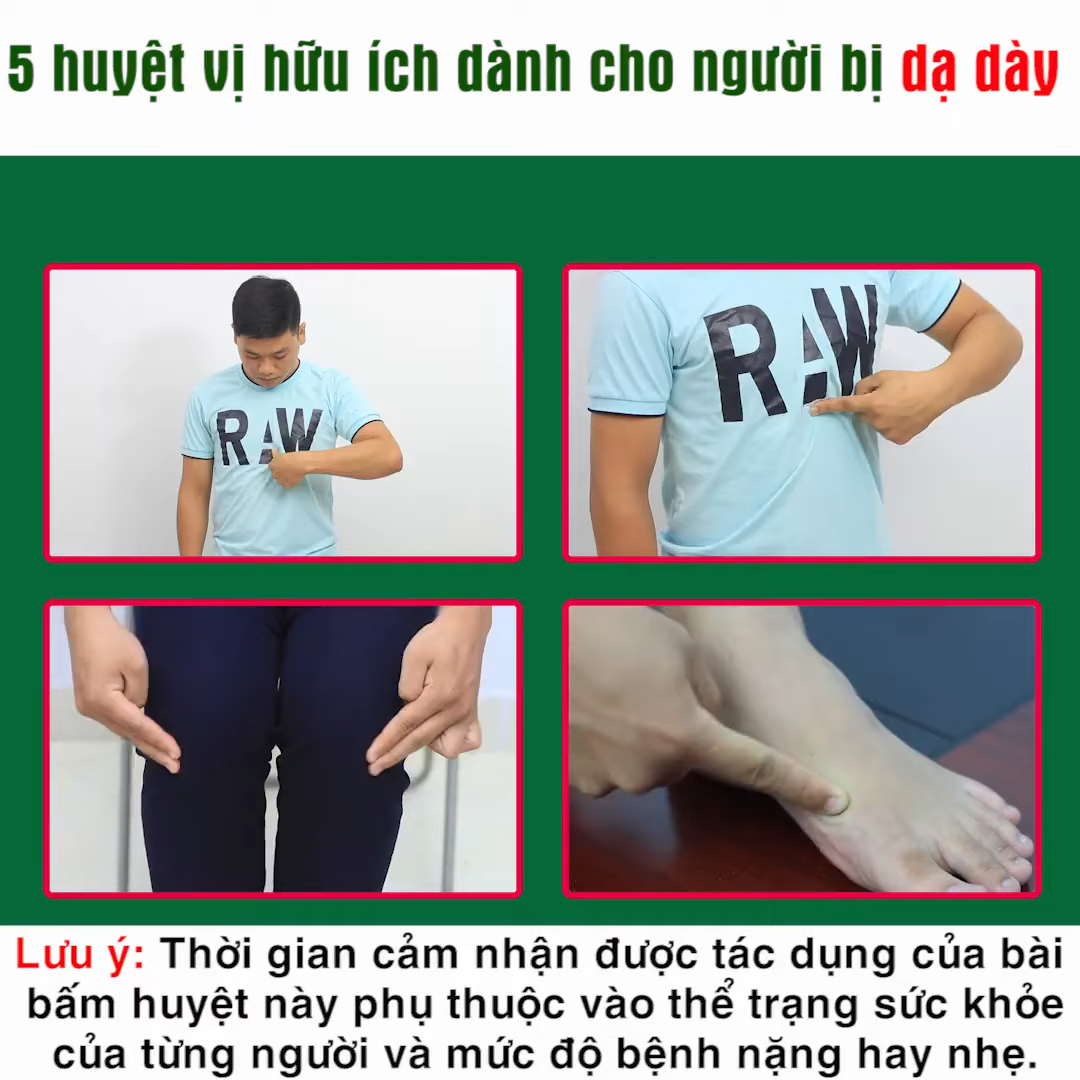 5 huyệt vị hữu ích dành cho người bị dạ dày
RAW
RAW
Lưu ý: Thời gian cảm nhận được tác dụng của bài
bấm huyệt này phụ thuộc vào thể trạng sức khỏe
của từng người và mức độ bệnh nặng hay nhẹ.